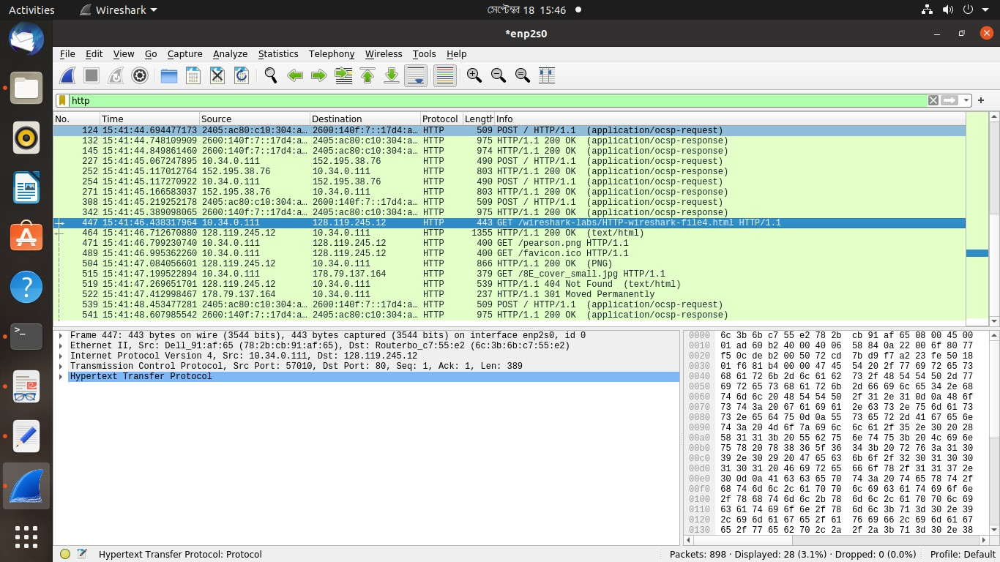 Activities Wireshark সেপ্টেম্বর 18 15:46
*enp2s0
File Edit View Go Capture Analyze Statistics Telephony Wireless Tools Help
http
No. Time Source Destination Protocol Length Info
124 15:41:44.694477173 2405:ac80:c10:304:a… 2600:140f:7::17d4:a… HTTP 509 POST / HTTP/1.1 (application/ocsp-request)
132 15:41:44.748109909 2600:140f:7::17d4:a… 2405:ac80:c10:304:a… HTTP 975 HTTP/1.1 200 OK (application/ocsp-response)
145 15:41:44.849861460 2600:140f:7::17d4:a… 2405:ac80:c10:304:a… HTTP 974 HTTP/1.1 200 OK (application/ocsp-response)
227 15:41:45.067247895 10.34.0.111 152.195.38.76 HTTP 490 POST / HTTP/1.1 (application/ocsp-request)
252 15:41:45.117012764 152.195.38.76 10.34.0.111 HTTP 803 HTTP/1.1 200 OK (application/ocsp-response)
254 15:41:45.117270922 10.34.0.111 152.195.38.76 HTTP 490 POST / HTTP/1.1 (application/ocsp-request)
271 15:41:45.166583037 152.195.38.76 10.34.0.111 HTTP 803 HTTP/1.1 200 OK (application/ocsp-response)
308 15:41:45.219252178 2405:ac80:c10:304:a… 2600:140f:7::17d4:a… HTTP 509 POST / HTTP/1.1 (application/ocsp-request)
342 15:41:45.389098065 2600:140f:7::17d4:a… 2405:ac80:c10:304:a… HTTP 975 HTTP/1.1 200 OK (application/ocsp-response)
447 15:41:46.438317964 10.34.0.111 128.119.245.12 HTTP 443 GET /wireshark-labs/HTTP-wireshark-file4.html HTTP/1.1
464 15:41:46.712670880 128.119.245.12 10.34.0.111 HTTP 1355 HTTP/1.1 200 OK (text/html)
471 15:41:46.799230740 10.34.0.111 128.119.245.12 HTTP 400 GET /pearson.png HTTP/1.1
489 15:41:46.995362260 10.34.0.111 128.119.245.12 HTTP 400 GET /favicon.ico HTTP/1.1
504 15:41:47.084056601 128.119.245.12 10.34.0.111 HTTP 866 HTTP/1.1 200 OK (PNG)
515 15:41:47.199522894 10.34.0.111 178.79.137.164 HTTP 379 GET /8E_cover_small.jpg HTTP/1.1
519 15:41:47.269651701 128.119.245.12 10.34.0.111 HTTP 539 HTTP/1.1 404 Not Found (text/html)
522 15:41:47.412998467 178.79.137.164 10.34.0.111 HTTP 237 HTTP/1.1 301 Moved Permanently
539 15:41:48.453477281 2405:ac80:c10:304:a… 2600:140f:7::17d4:a… HTTP 509 POST / HTTP/1.1 (application/ocsp-request)
541 15:41:48.607985542 2600:140f:7::17d4:a… 2405:ac80:c10:304:a… HTTP 975 HTTP/1.1 200 OK (application/ocsp-response)
Frame 447: 443 bytes on wire (3544 bits), 443 bytes captured (3544 bits) on interface enp2s0, id 0
Ethernet II, Src: Dell_91:af:65 (78:2b:cb:91:af:65), Dst: Routerbo_c7:55:e2 (6c:3b:6b:c7:55:e2)
Internet Protocol Version 4, Src: 10.34.0.111, Dst: 128.119.245.12
Transmission Control Protocol, Src Port: 57010, Dst Port: 80, Seq: 1, Ack: 1, Len: 389
Hypertext Transfer Protocol
0000 6c 3b 6b c7 55 e2 78 2b cb 91 af 65 08 00 45 00
0010 01 ad 60 b2 40 00 40 06 58 84 0a 22 00 6f 80 77
0020 f5 0c de b2 00 50 72 cd 7b d9 f7 a2 23 fe 50 18
0030 01 f6 81 b4 00 00 47 45 54 20 2f 77 69 72 65 73
0040 68 61 72 6b 2d 6c 61 62 73 2f 48 54 54 50 2d 77
0050 69 72 65 73 68 61 72 6b 2d 66 69 6c 65 34 2e 68
0060 74 6d 6c 20 48 54 54 50 2f 31 2e 31 0d 0a 48 6f
0070 73 74 3a 20 67 61 69 61 2e 63 73 2e 75 6d 61 73
0080 73 2e 65 64 75 0d 0a 55 73 65 72 2d 41 67 65 6e
0090 74 3a 20 4d 6f 7a 69 6c 6c 61 2f 35 2e 30 20 28
00a0 58 31 31 3b 20 55 62 75 6e 74 75 3b 20 4c 69 6e
00b0 75 78 20 78 38 36 5f 36 34 3b 20 72 76 3a 31 30
00c0 39 2e 30 29 20 47 65 63 6b 6f 2f 32 30 31 30 30
00d0 31 30 31 20 46 69 72 65 66 6f 78 2f 31 31 37 2e
00e0 30 0d 0a 41 63 63 65 70 74 3a 20 74 65 78 74 2f
00f0 68 74 6d 6c 2c 61 70 70 6c 69 63 61 74 69 6f 6e
0100 2f 78 68 74 6d 6c 2b 78 6d 6c 2c 61 70 70 6c 69
0110 63 61 74 69 6f 6e 2f 78 6d 6c 3b 71 3d 30 2e 39
0120 2c 69 6d 61 67 65 2f 61 76 69 66 2c 69 6d 61 67
0130 65 2f 77 65 62 70 2c 2a 2f 2a 3b 71 3d 30 2e 38
Hypertext Transfer Protocol: Protocol Packets: 898 · Displayed: 28 (3.1%) · Dropped: 0 (0.0%) Profile: Default